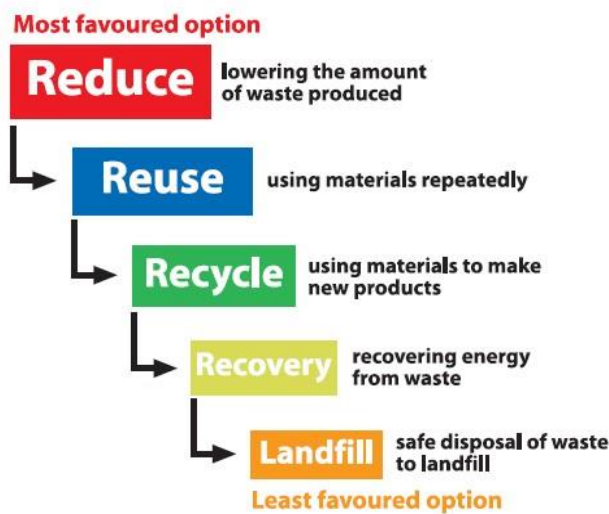 Most favoured option
Reduce
lowering the amount
of waste produced
Reuse
using materials repeatedly
Recycle
using materials to make
new products
Recovery
recovering energy
from waste
Landfill
safe disposal of waste
to landfill
Least favoured option